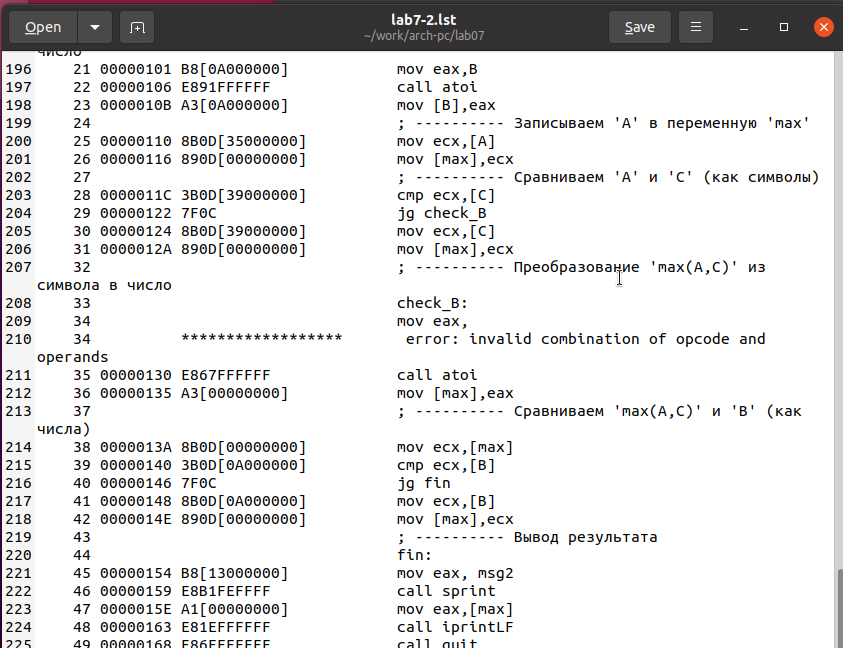 Open
lab7-2.lst
~/work/arch-pc/lab07
Save
число
196 21 00000101 B8[0A000000] mov eax,B
197 22 00000106 E891FFFFFF call atoi
198 23 0000010B A3[0A000000] mov [B],eax
199 24 ; ---------- Записываем 'A' в переменную 'max'
200 25 00000110 8B0D[35000000] mov ecx,[A]
201 26 00000116 890D[00000000] mov [max],ecx
202 27 ; ---------- Сравниваем 'A' и 'С' (как символы)
203 28 0000011C 3B0D[39000000] cmp ecx,[C]
204 29 00000122 7F0C jg check_B
205 30 00000124 8B0D[39000000] mov ecx,[C]
206 31 0000012A 890D[00000000] mov [max],ecx
207 32 ; ---------- Преобразование 'max(A,C)' из
символа в число
208 33 check_B:
209 34 mov eax,
210 34 ****************** error: invalid combination of opcode and
operands
211 35 00000130 E867FFFFFF call atoi
212 36 00000135 A3[00000000] mov [max],eax
213 37 ; ---------- Сравниваем 'max(A,C)' и 'B' (как
числа)
214 38 0000013A 8B0D[00000000] mov ecx,[max]
215 39 00000140 3B0D[0A000000] cmp ecx,[B]
216 40 00000146 7F0C jg fin
217 41 00000148 8B0D[0A000000] mov ecx,[B]
218 42 0000014E 890D[00000000] mov [max],ecx
219 43 ; ---------- Вывод результата
220 44 fin:
221 45 00000154 B8[13000000] mov eax, msg2
222 46 00000159 E8B1FEFFFF call sprint
223 47 0000015E A1[00000000] mov eax,[max]
224 48 00000163 E81EFFFFFF call iprintLF
225 49 00000168 E86FFFFFFF call quit